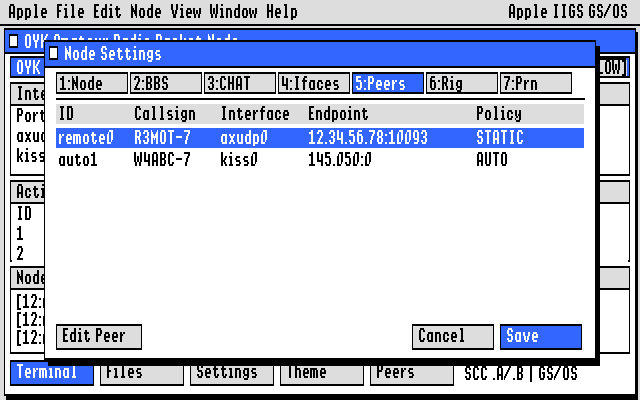 Apple File Edit Node View Window Help Apple IIGS GS/OS
OYK Amateur Radio Packet Node
OYK LOW]
Node Settings
1:Node 2:BBS 3:CHAT 4:Ifaces 5:Peers 6:Rig 7:Prn
ID Callsign Interface Endpoint Policy
remote0 R3MOT-7 axudp0 12.34.56.78:10093 STATIC
auto1 W4ABC-7 kiss0 145.050:0 AUTO
Inte
Port
axud
kiss
Acti
ID
1
2
Node
[12:
[12:
[12:
Edit Peer Cancel Save
Terminal Files Settings Theme Peers SCC .A/.B | GS/OS